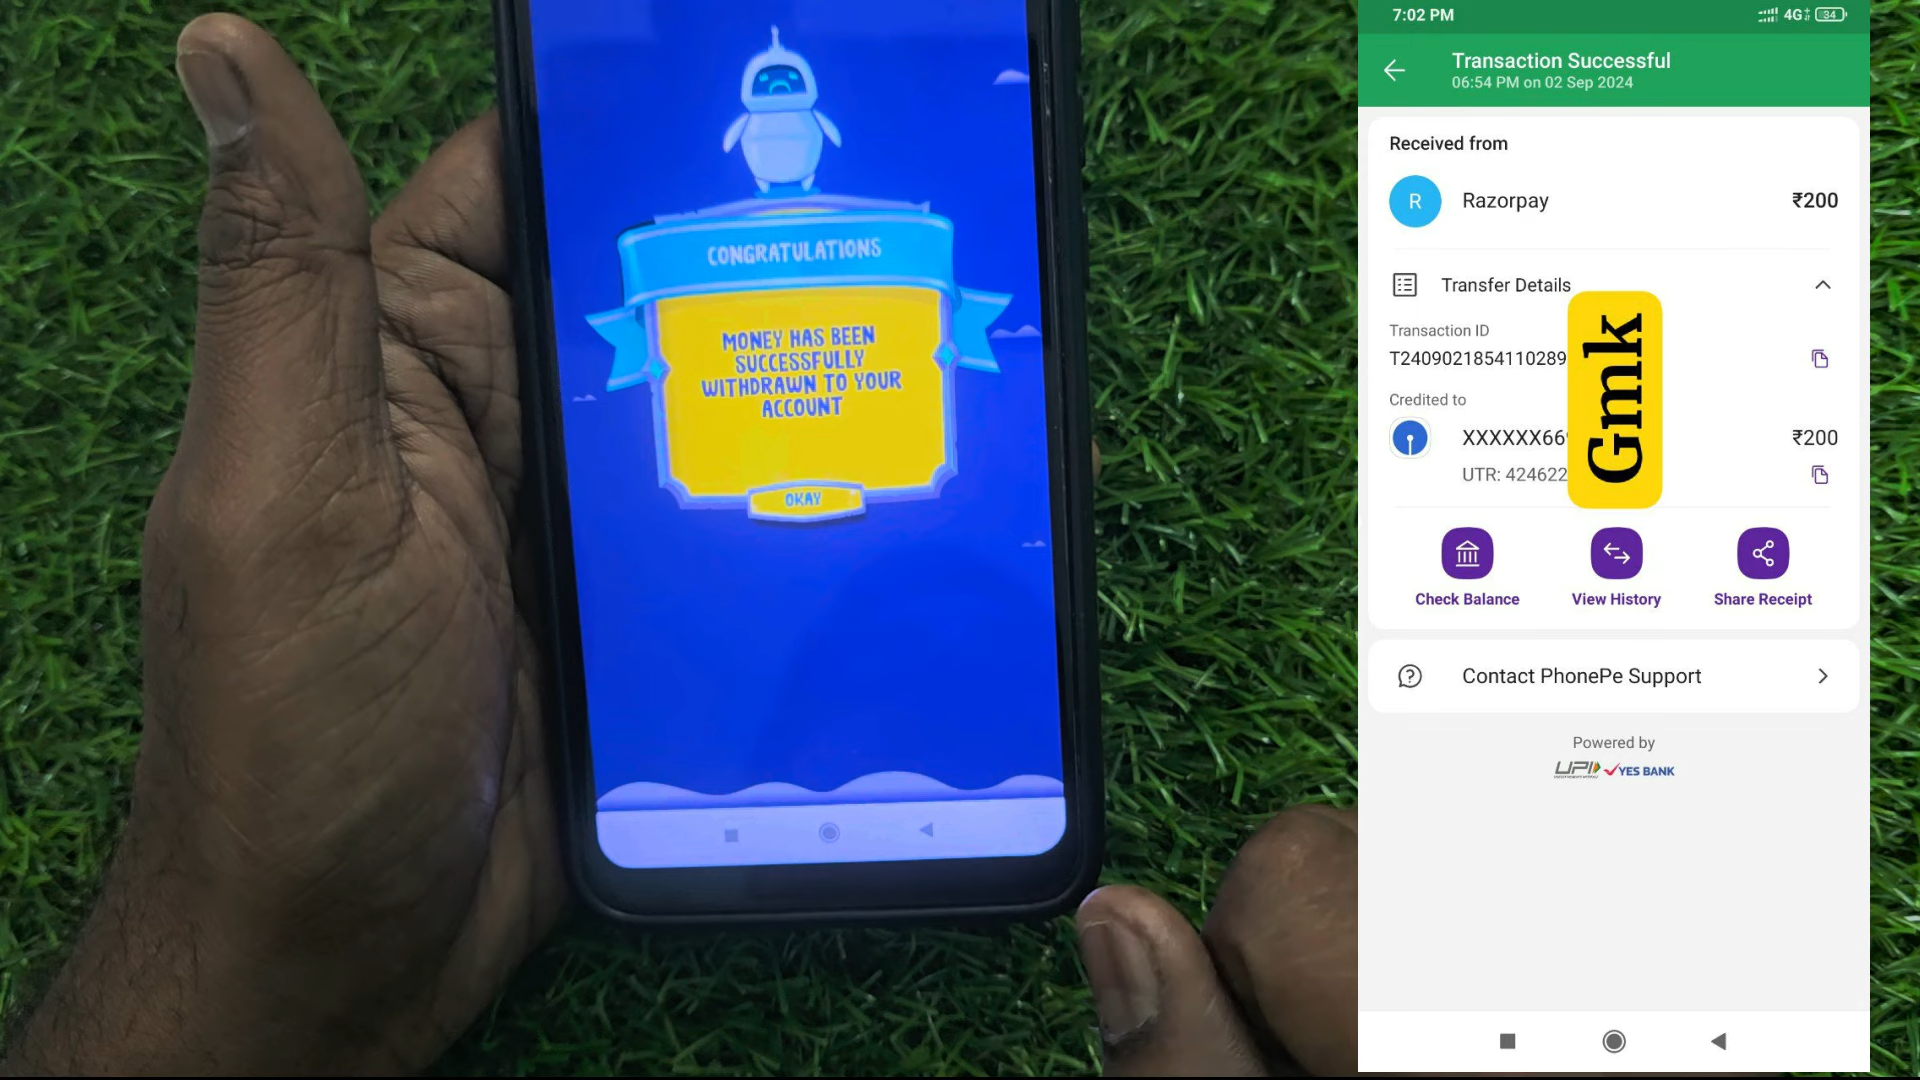 CONGRATULATIONS
MONEY HAS BEEN
SUCCESSFULLY
WITHDRAWN TO YOUR
ACCOUNT
OKAY
7:02 PM
4G+
34
Transaction Successful
06:54 PM on 02 Sep 2024
Received from
R
Razorpay
₹200
Transfer Details
Transaction ID
T2409021854110289
Credited to
XXXXXX66
₹200
UTR: 424622
Gmk
Check Balance
View History
Share Receipt
Contact PhonePe Support
Powered by
UPI YES BANK